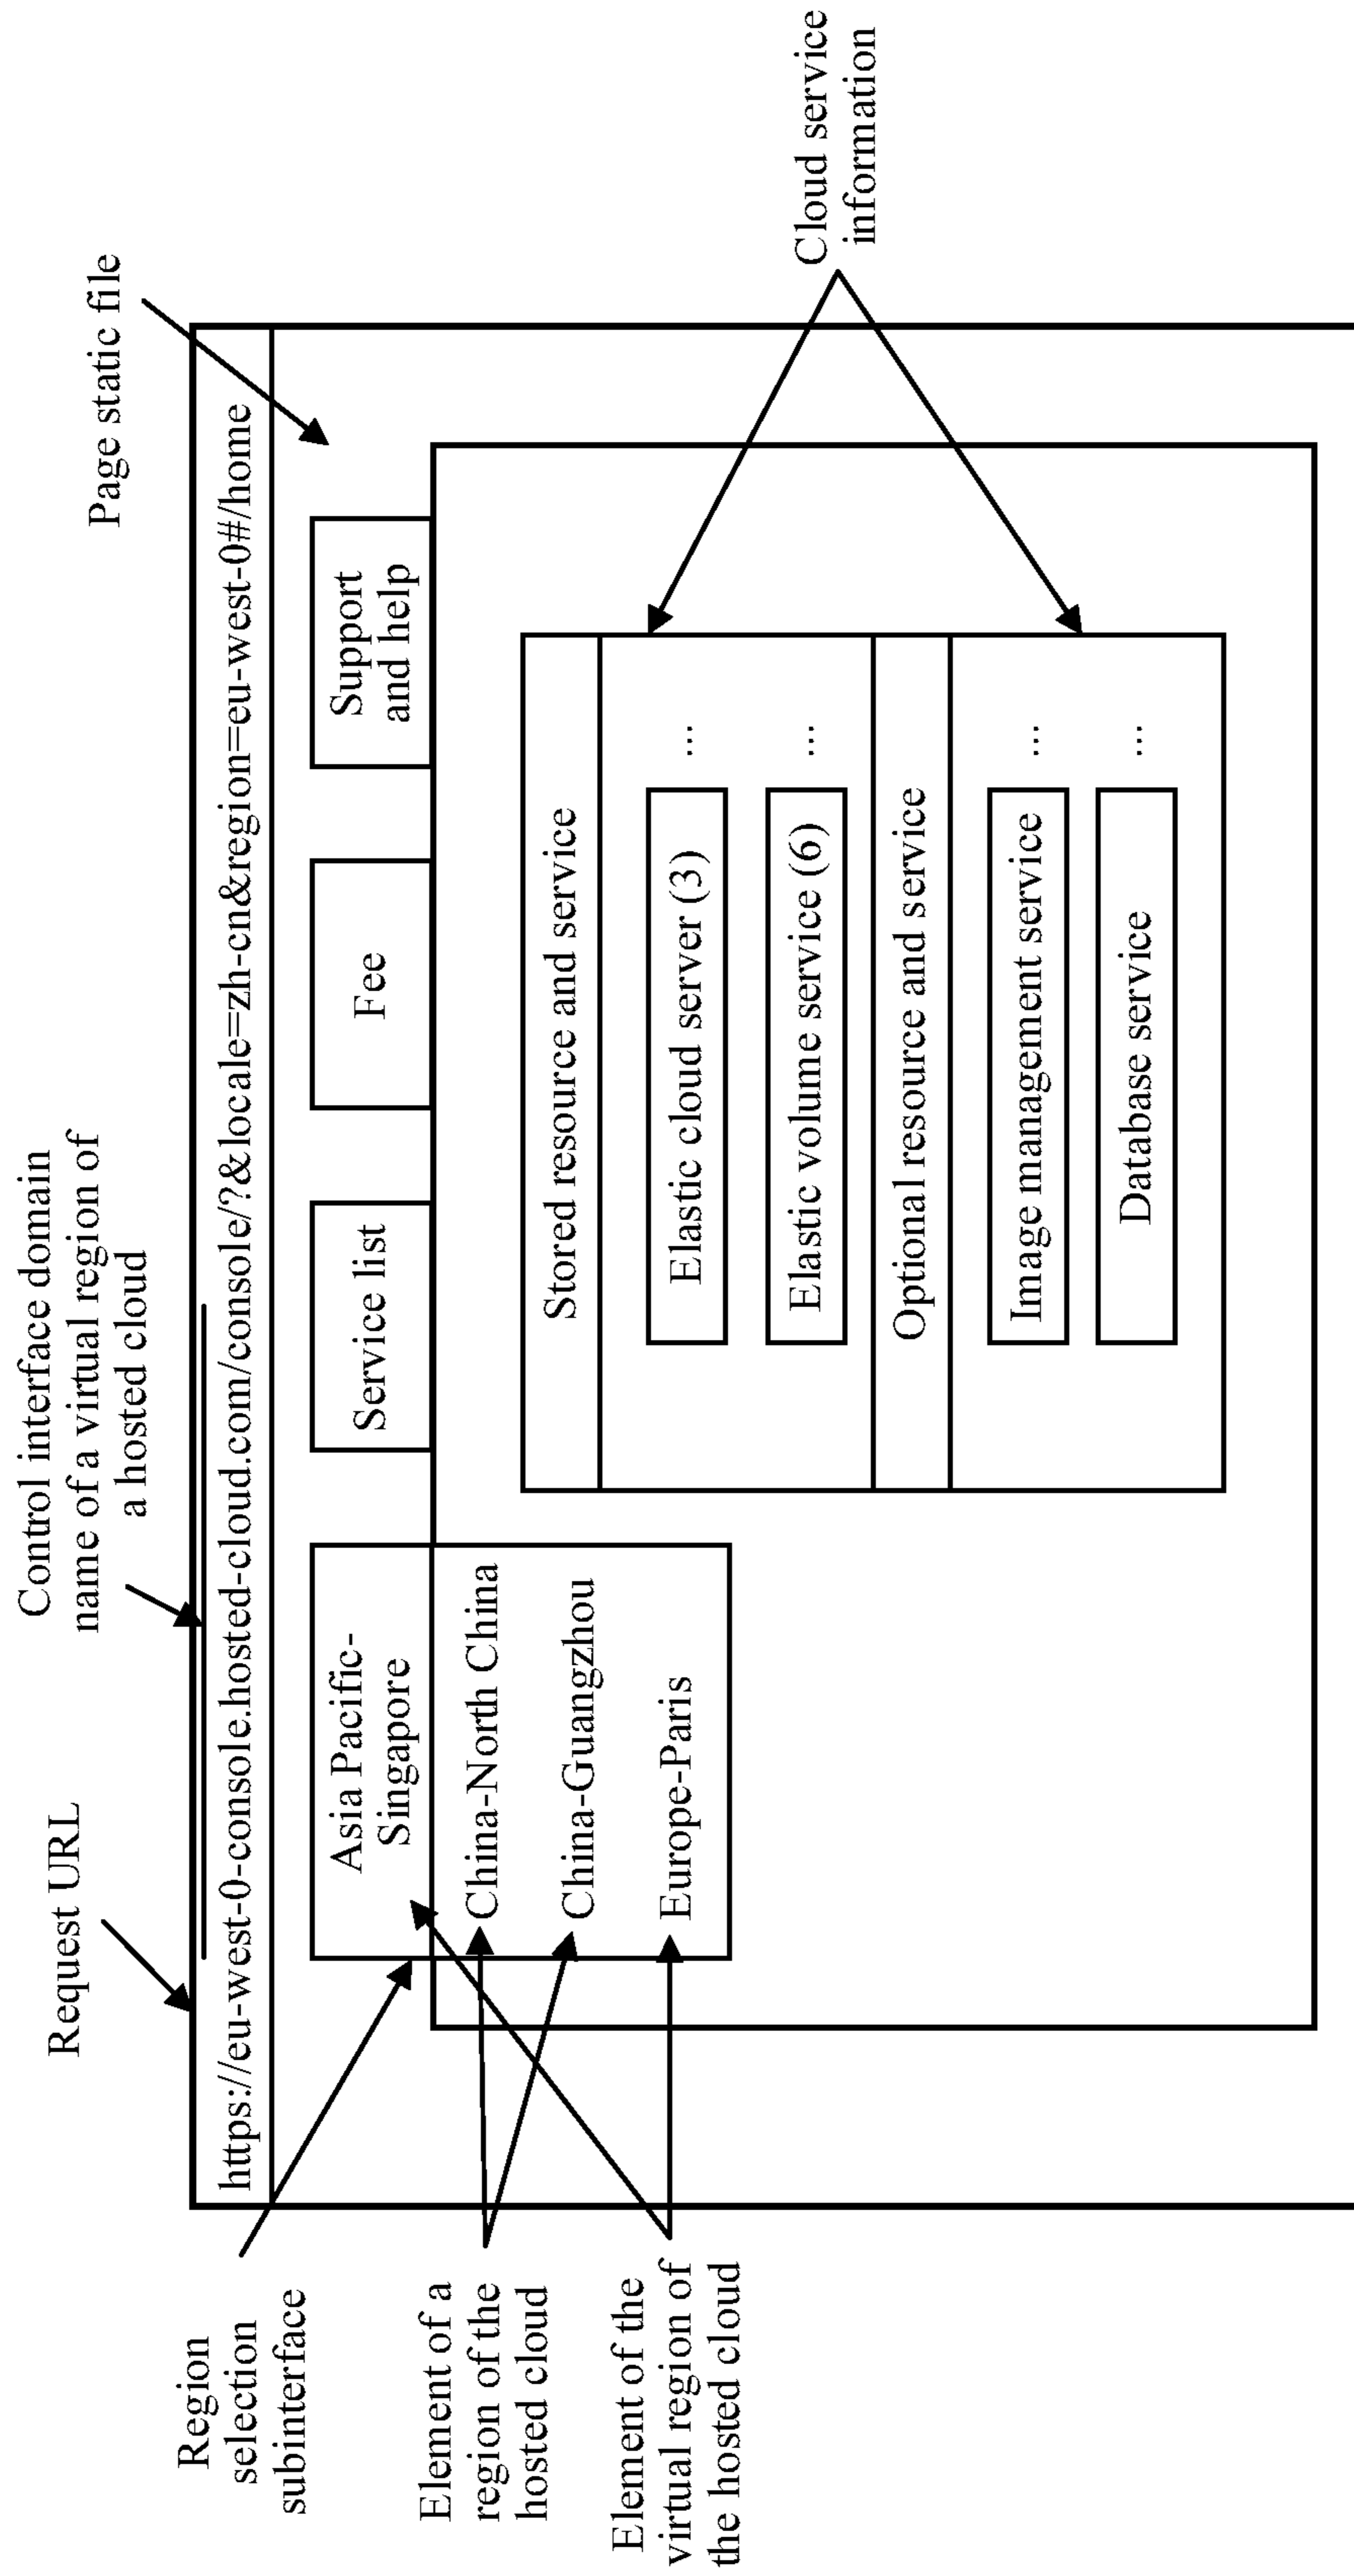 Control interface domain
name of a virtual region of
a hosted cloud
Request URL
Page static file
https://eu-west-0-console.hosted-cloud.com/console/?&locale=zh-cn&region=eu-west-0#/home
Region
selection
subinterface
Asia Pacific-
Singapore
Service list
Fee
Support
and help
Element of a
region of the
hosted cloud
China-North China
China-Guangzhou
Element of the
virtual region of
the hosted cloud
Europe-Paris
Stored resource and service
Elastic cloud server (3)
...
Elastic volume service (6)
...
Optional resource and service
Image management service
...
Database service
...
Cloud service
information